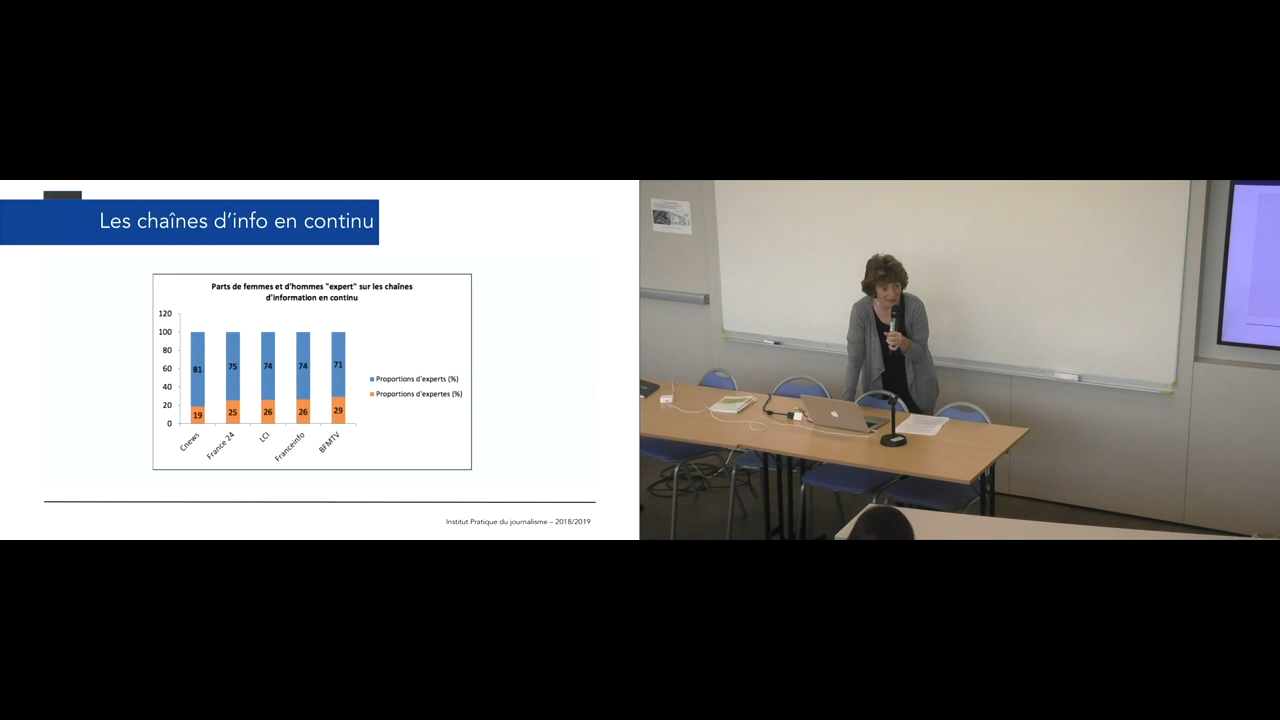 Les chaînes d'info en continu
Parts de femmes et d'hommes "expert" sur les chaînes
d'information en continu
120
100
80
60
40
20
0
81
75
74
74
71
19
25
26
26
29
Cnews
France 24
LCI
Franceinfo
BFMTV
Proportions d'experts (%)
Proportions d'expertes (%)
Institut Pratique du journalisme – 2018/2019